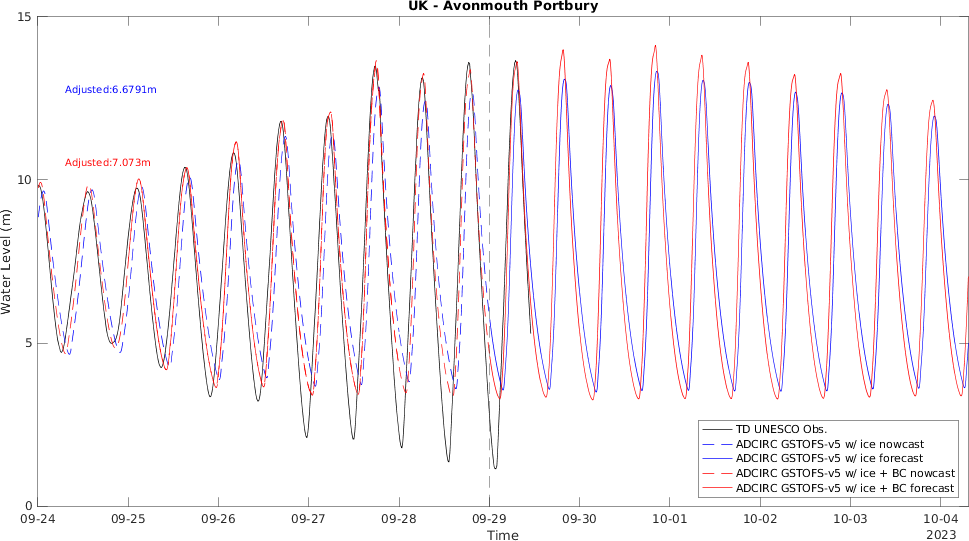 UK - Avonmouth Portbury
15
Adjusted:6.6791m
Adjusted:7.073m
10
Water Level (m)
5
TD UNESCO Obs.
ADCIRC GSTOFS-v5 w/ ice nowcast
ADCIRC GSTOFS-v5 w/ ice forecast
ADCIRC GSTOFS-v5 w/ ice + BC nowcast
ADCIRC GSTOFS-v5 w/ ice + BC forecast
0
09-24 09-25 09-26 09-27 09-28 09-29 09-30 10-01 10-02 10-03 10-04
Time
2023